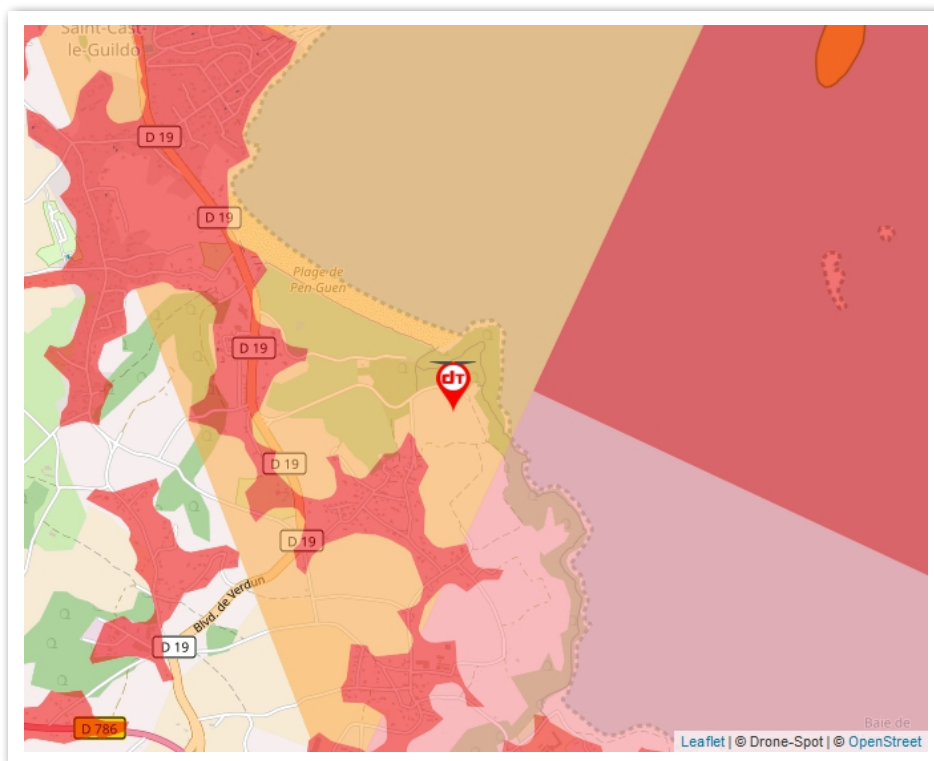 Saint-Cast-
le-Guildo
D 19
D 19
Plage de
Pen Guen
D 19
dT
D 19
D 19
Blvd. de Verdun
D 19
D 786
Baie de
Leaflet | © Drone-Spot | © OpenStreet